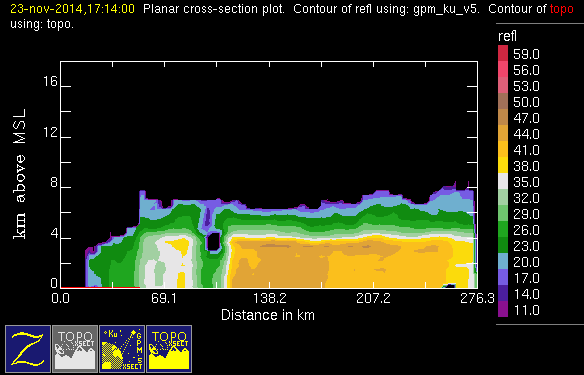 23-nov-2014,17:14:00 Planar cross-section plot. Contour of refl using: gpm_ku_v5. Contour of topo
using: topo.
refl
59.0
56.0
53.0
50.0
47.0
44.0
41.0
38.0
35.0
32.0
29.0
26.0
23.0
20.0
17.0
14.0
11.0
km above MSL
16
12
8
4
0
0.0 69.1 138.2 207.2 276.3
Distance in km
Z
TOPO
XSECT
"Ku"
GPM
XSECT
TOPO
XSECT